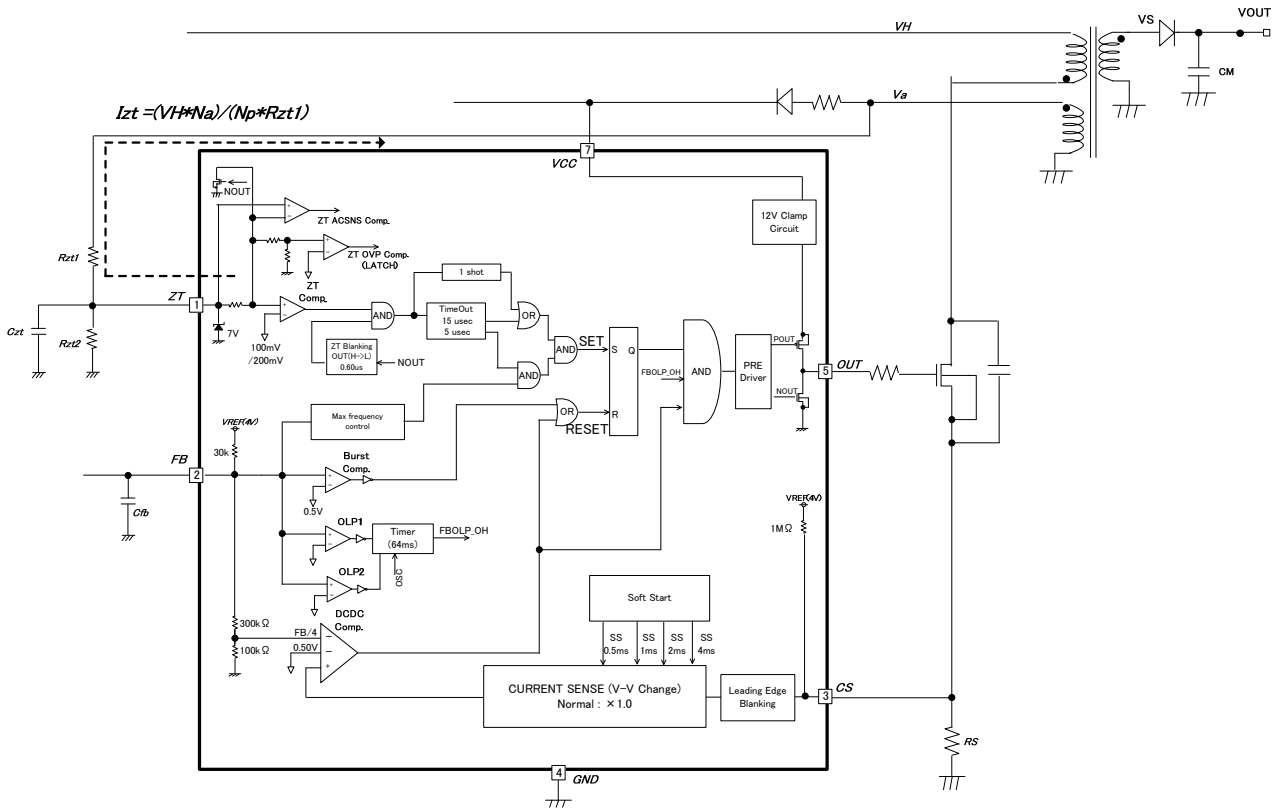 VH
VS
VOUT
CM
Izt =(VH*Na)/(Np*Rzt1)
Va
7
VCC
NOUT
ZT ACSNS Comp.
12V Clamp
Circuit
ZT OVP Comp.
(LATCH)
Rzt1
ZT
Comp.
1 shot
ZT
1
7V
100mV
/200mV
AND
TimeOut
15 usec
5 usec
OR
Czt
Rzt2
ZT Blanking
OUT(H->L)
0.60us
NOUT
AND
SET
S
Q
AND
FBOLP_OH
AND
PRE
Driver
POUT
NOUT
5
OUT
Max frequency
control
OR
R
RESET
VREF(4V)
30k
FB
2
Burst
Comp.
0.5V
Cfb
VREF(4V)
1MΩ
OLP1
Timer
(64ms)
FBOLP_OH
OSC
OLP2
Soft Start
DCDC
Comp.
300kΩ
FB/4
0.50V
100kΩ
SS
0.5ms
SS
1ms
SS
2ms
SS
4ms
CURRENT SENSE (V-V Change)
Normal : ×1.0
Leading Edge
Blanking
3
CS
RS
4
GND